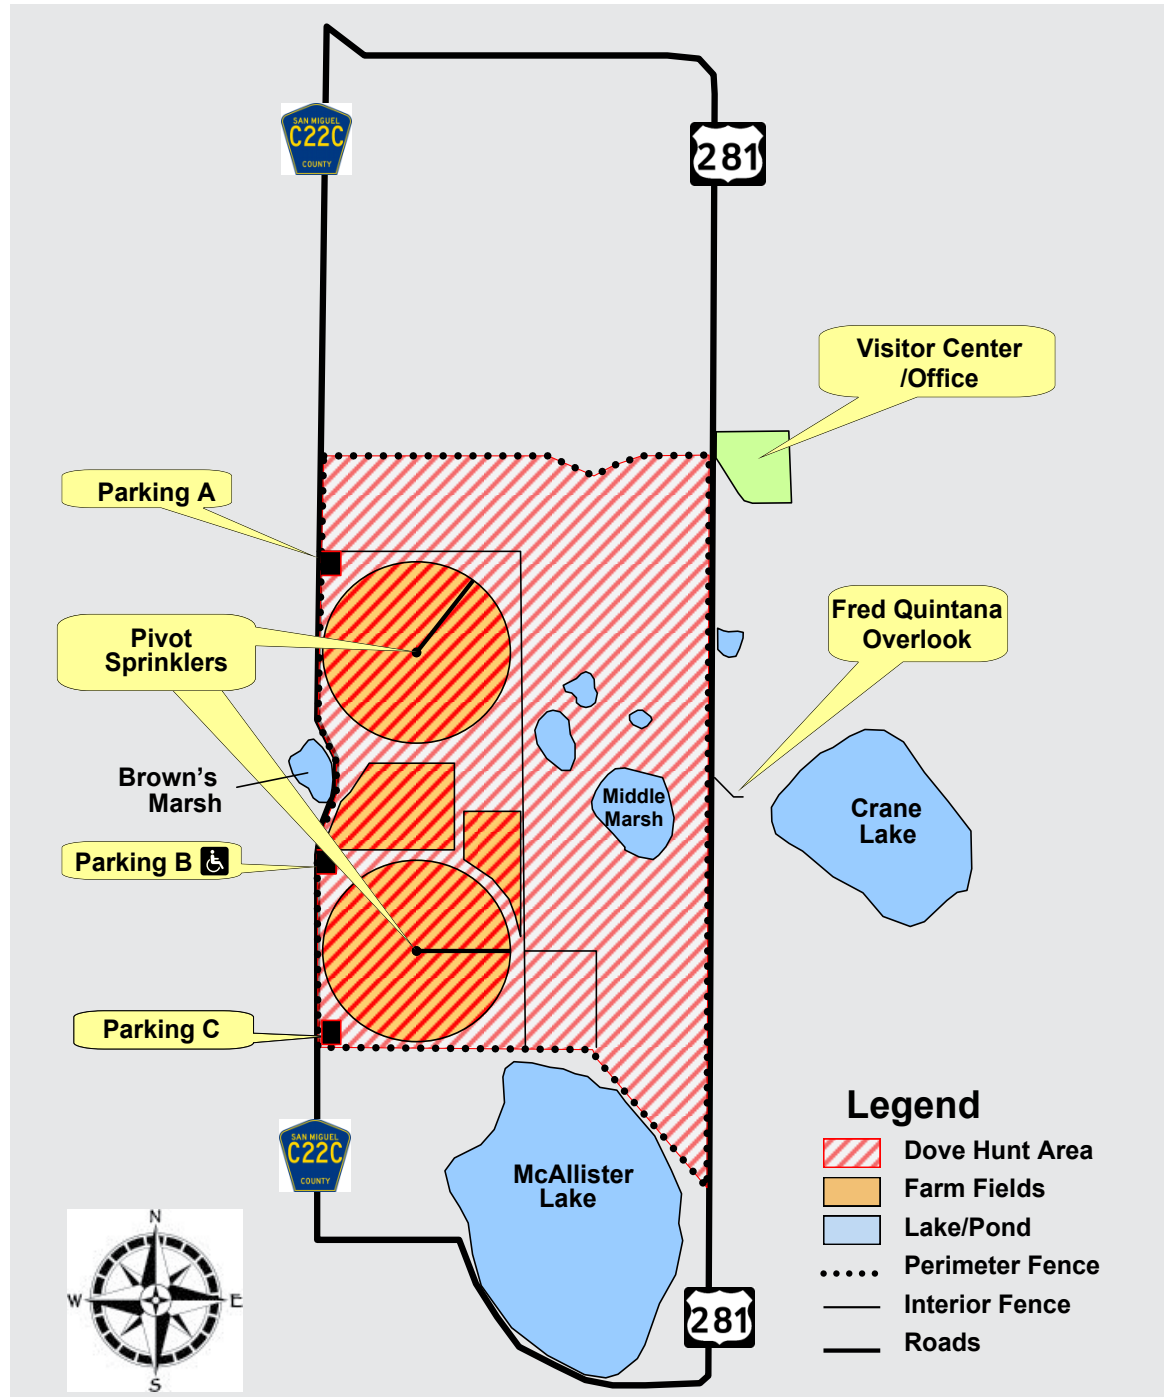 SAN MIGUEL
C22C
COUNTY
281
Visitor Center
/Office
Parking A
Fred Quintana
Overlook
Pivot
Sprinklers
Brown's
Marsh
Middle
Marsh
Crane
Lake
Parking B
Parking C
Legend
Dove Hunt Area
Farm Fields
Lake/Pond
Perimeter Fence
Interior Fence
Roads
SAN MIGUEL
C22C
COUNTY
McAllister
Lake
281
N
W
E
S